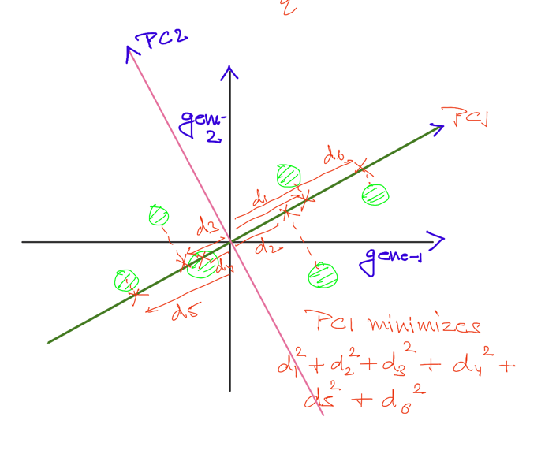 2
PC2
PC1
gene-
2
d6
d1
d3
d2
d4
gene-1
d5
PC1 minimizes
d1² + d2² + d3² + d4² +
d5² + d6²